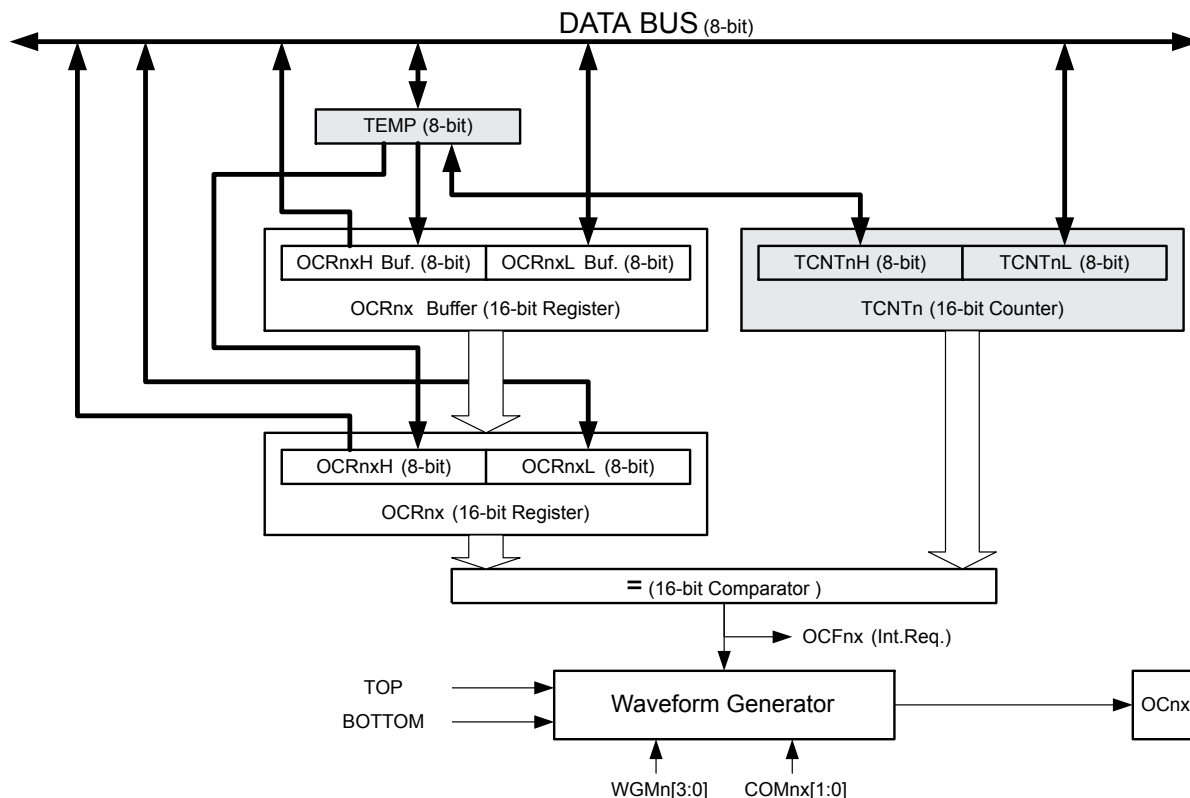 DATA BUS (8-bit)
TEMP (8-bit)
OCRnxH Buf. (8-bit)
OCRnxL Buf. (8-bit)
TCNTnH (8-bit)
TCNTnL (8-bit)
OCRnx Buffer (16-bit Register)
TCNTn (16-bit Counter)
OCRnxH (8-bit)
OCRnxL (8-bit)
OCRnx (16-bit Register)
= (16-bit Comparator )
OCFnx (Int.Req.)
TOP
BOTTOM
Waveform Generator
OCnx
WGMn[3:0]
COMnx[1:0]